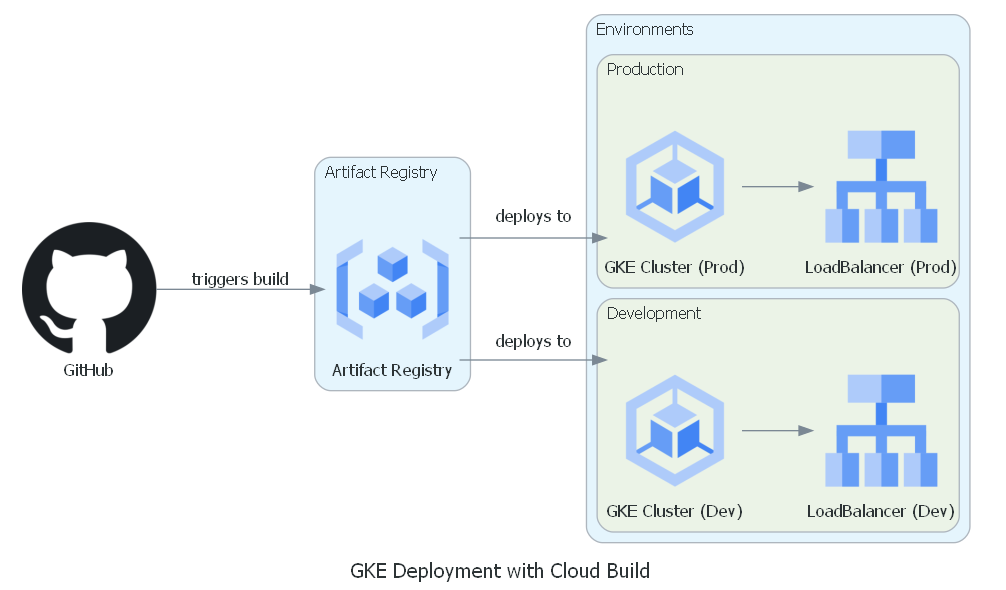 Environments
Production
GKE Cluster (Prod)
LoadBalancer (Prod)
Development
GKE Cluster (Dev)
LoadBalancer (Dev)
Artifact Registry
Artifact Registry
deploys to
deploys to
triggers build
GitHub
GKE Deployment with Cloud Build